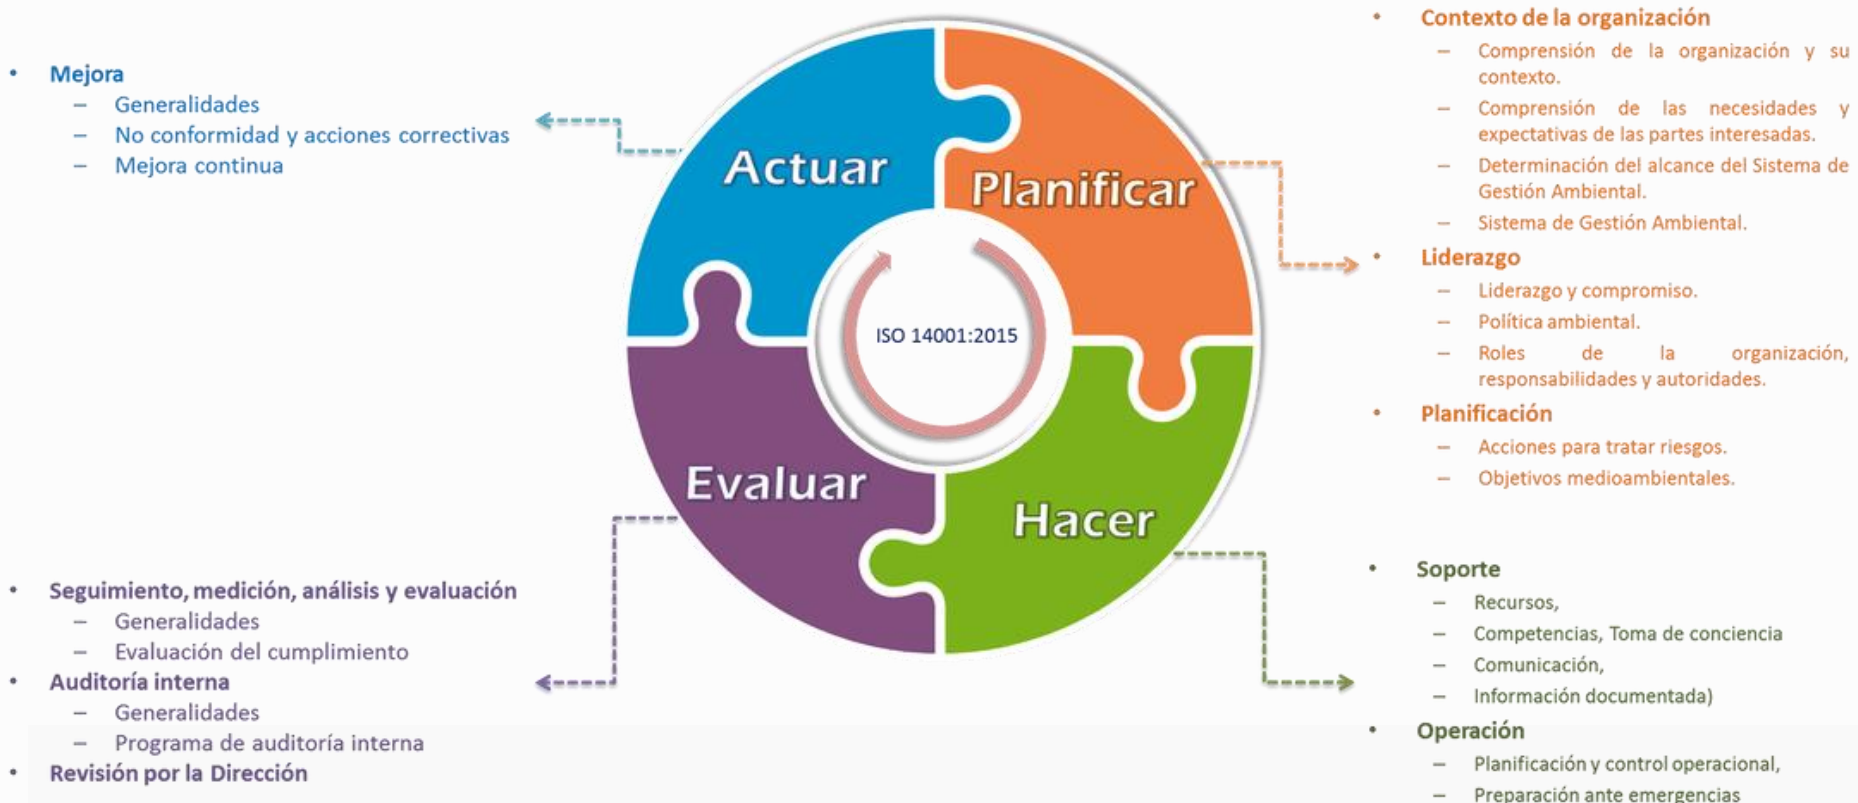 Mejora
– Generalidades
– No conformidad y acciones correctivas
– Mejora continua
Actuar
Planificar
ISO 14001:2015
Evaluar
Hacer
• Contexto de la organización
– Comprensión de la organización y su
contexto.
– Comprensión de las necesidades y
expectativas de las partes interesadas.
– Determinación del alcance del Sistema de
Gestión Ambiental.
– Sistema de Gestión Ambiental.
• Liderazgo
– Liderazgo y compromiso.
– Política ambiental.
– Roles de la organización,
responsabilidades y autoridades.
• Planificación
– Acciones para tratar riesgos.
– Objetivos medioambientales.
• Seguimiento, medición, análisis y evaluación
– Generalidades
– Evaluación del cumplimiento
• Auditoría interna
– Generalidades
– Programa de auditoría interna
• Revisión por la Dirección
• Soporte
– Recursos,
– Competencias, Toma de conciencia
– Comunicación,
– Información documentada)
• Operación
– Planificación y control operacional,
– Preparación ante emergencias